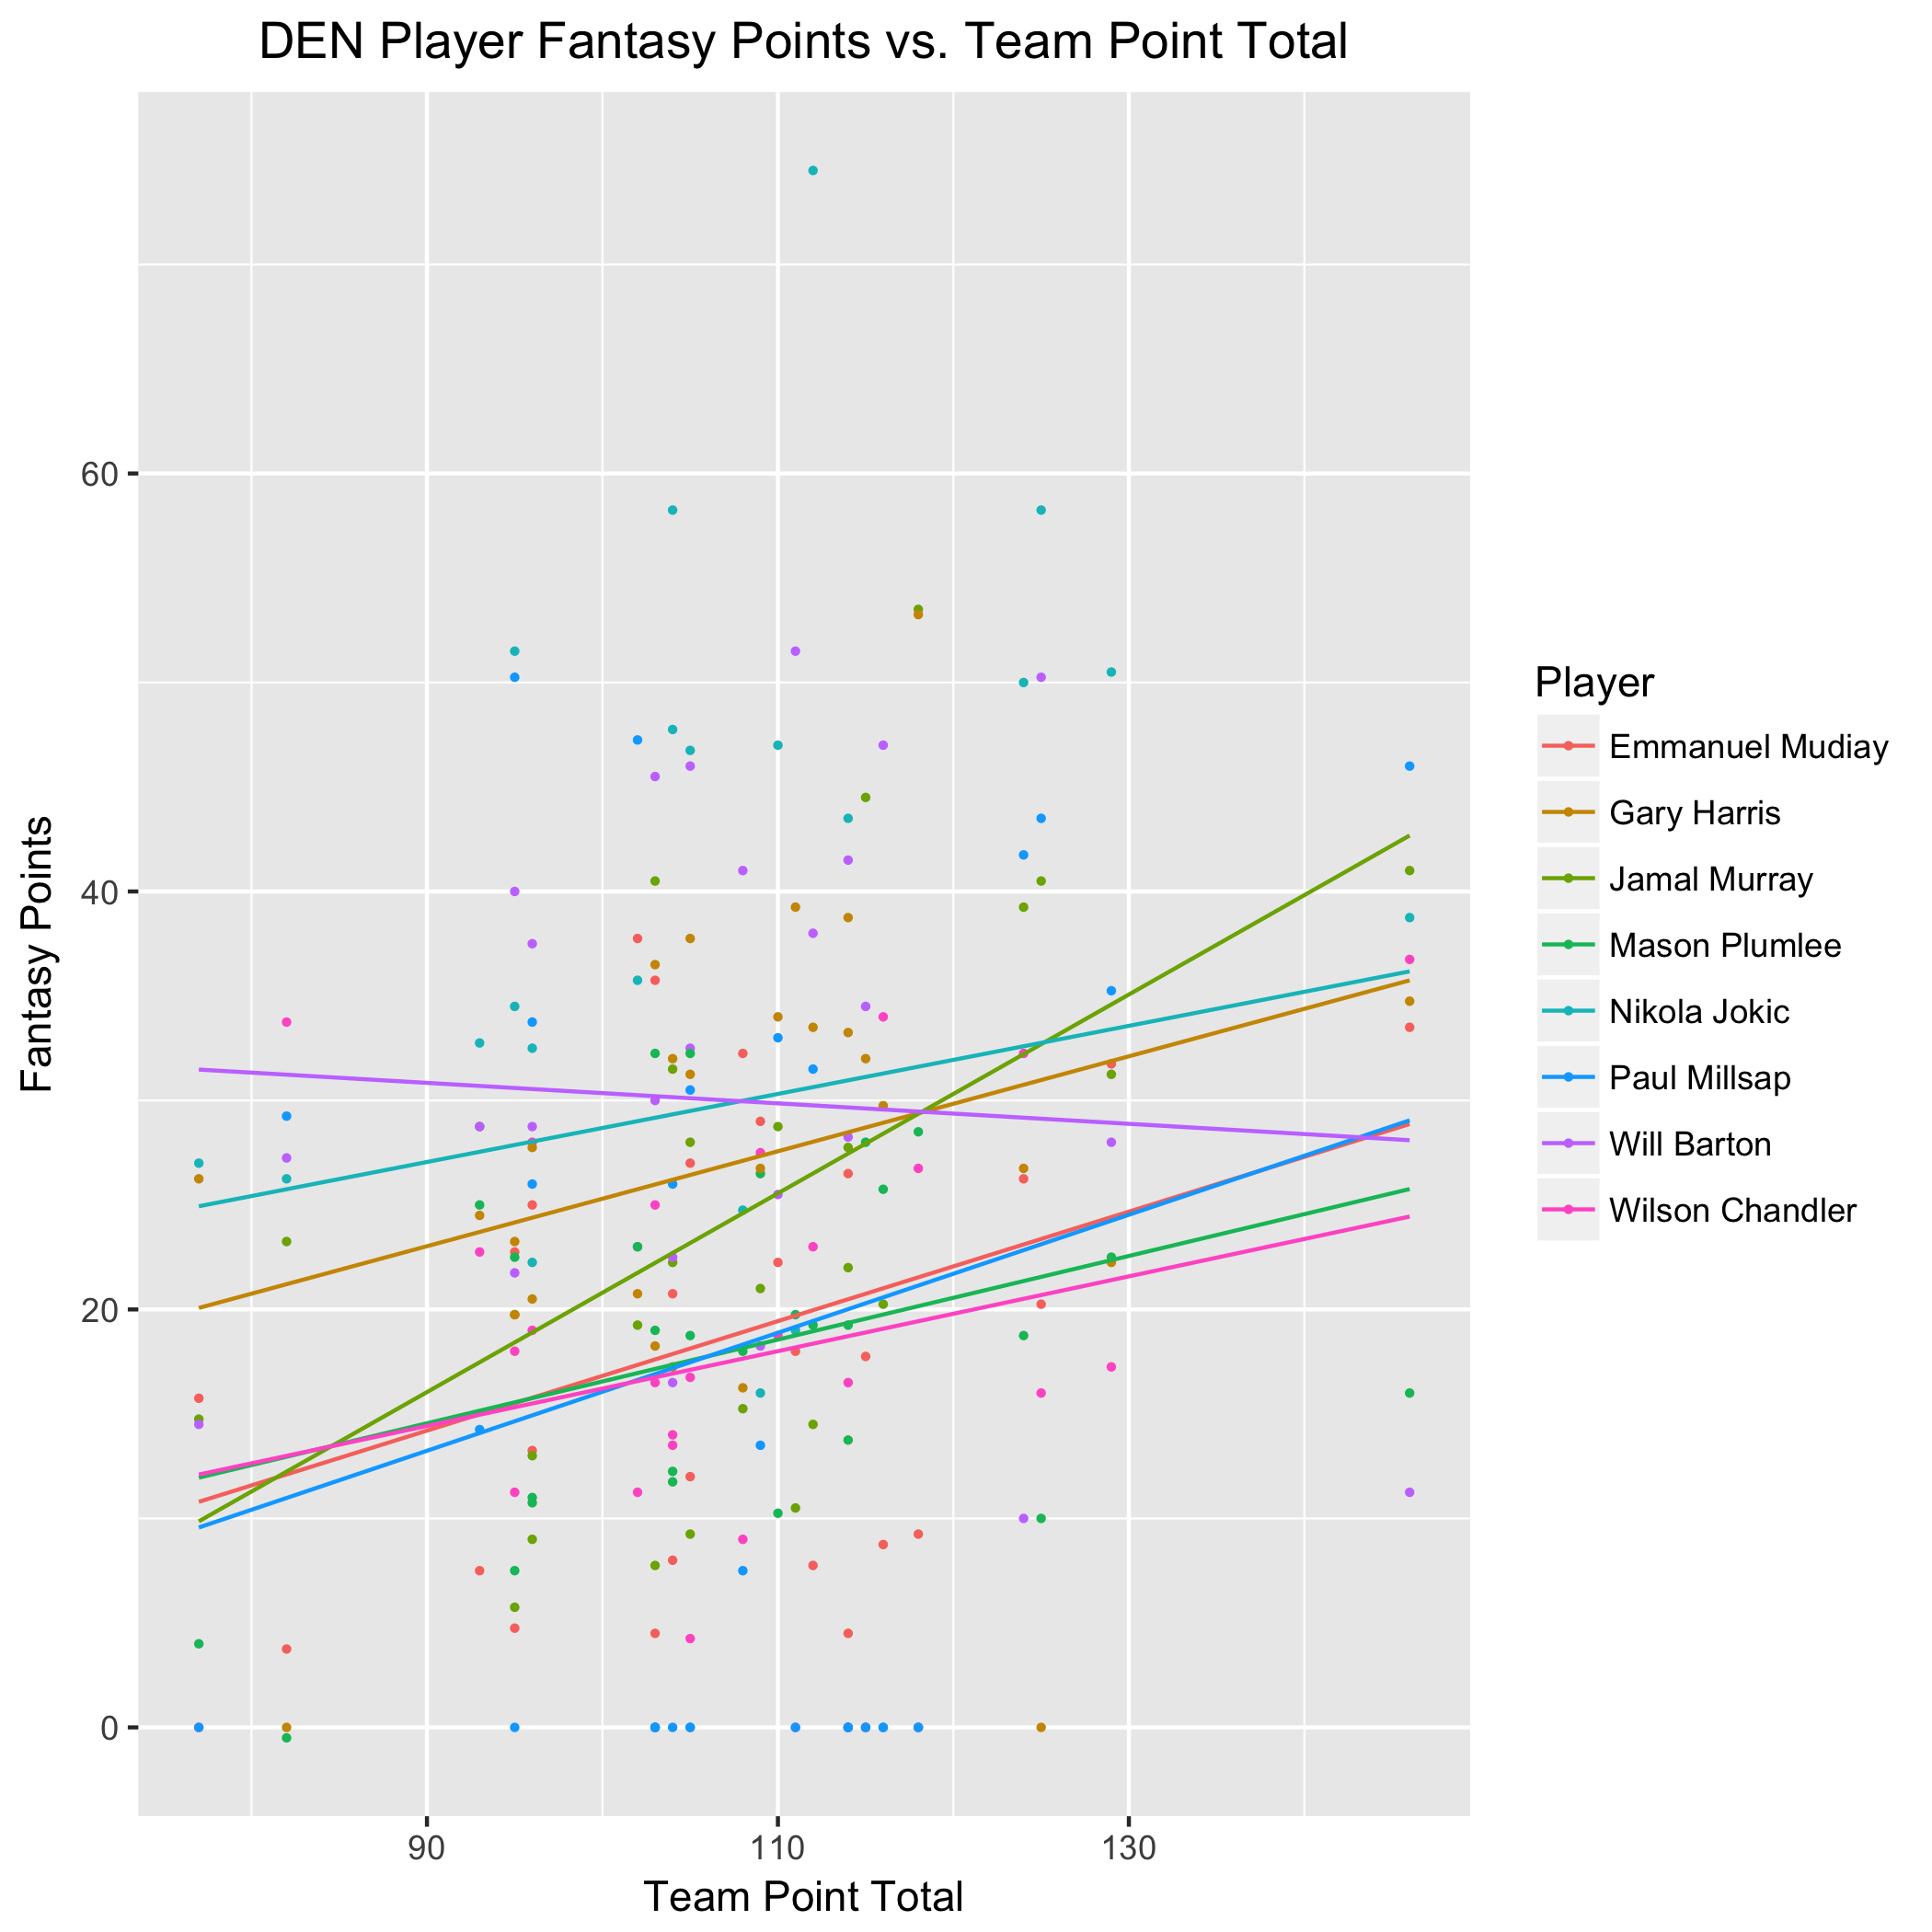 DEN Player Fantasy Points vs. Team Point Total
Fantasy Points
60
40
20
0
90 110 130
Team Point Total
Player
Emmanuel Mudiay
Gary Harris
Jamal Murray
Mason Plumlee
Nikola Jokic
Paul Millsap
Will Barton
Wilson Chandler